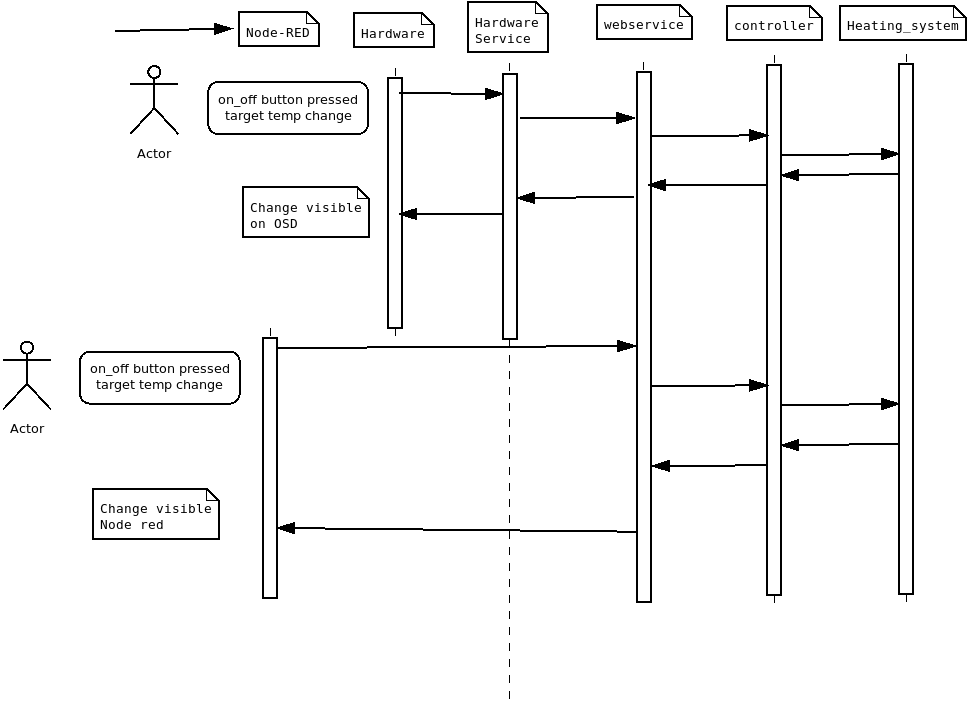 Node-RED
Hardware
Hardware
Service
webservice
controller
Heating_system
on_off button pressed
target temp change
Actor
Change visible
on OSD
on_off button pressed
target temp change
Actor
Change visible
Node red